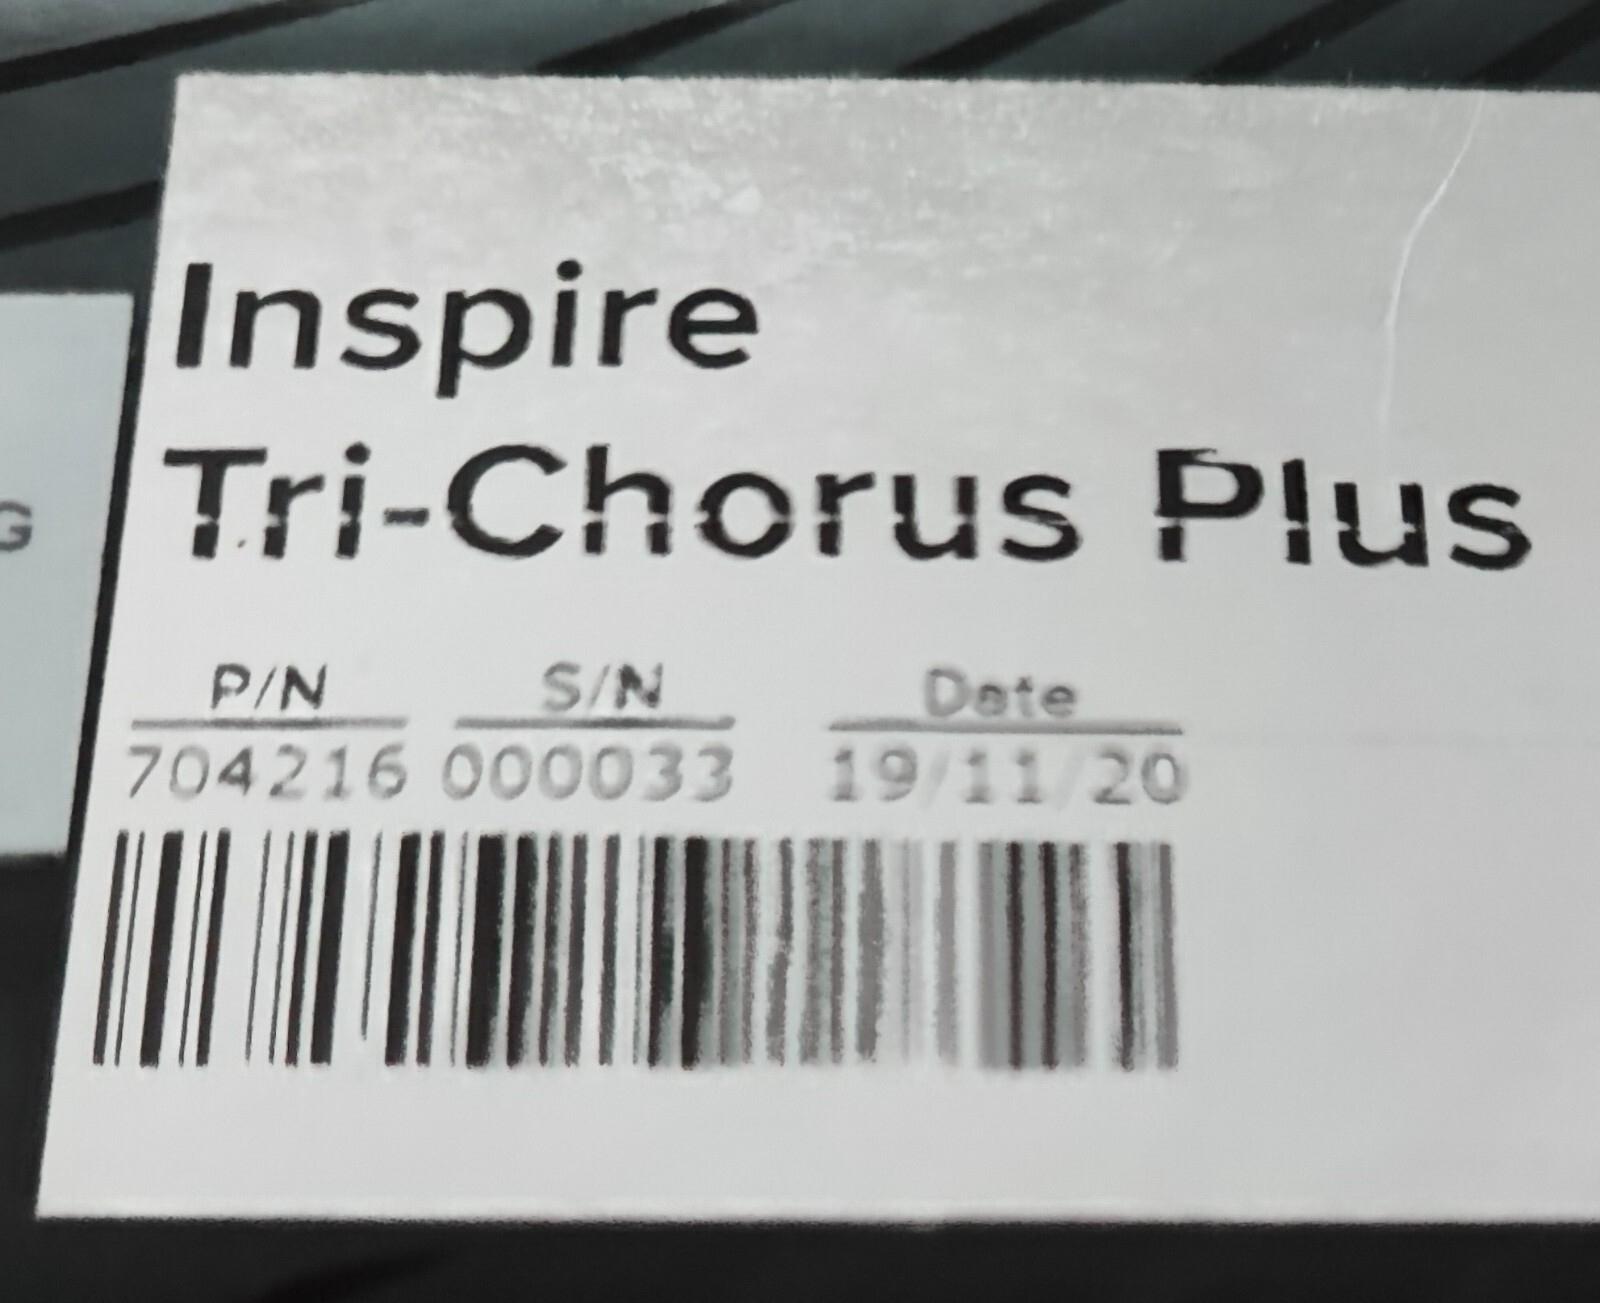 Inspire
Tri-Chorus Plus
P/N S/N Date
704216 000033 19/11/20
G